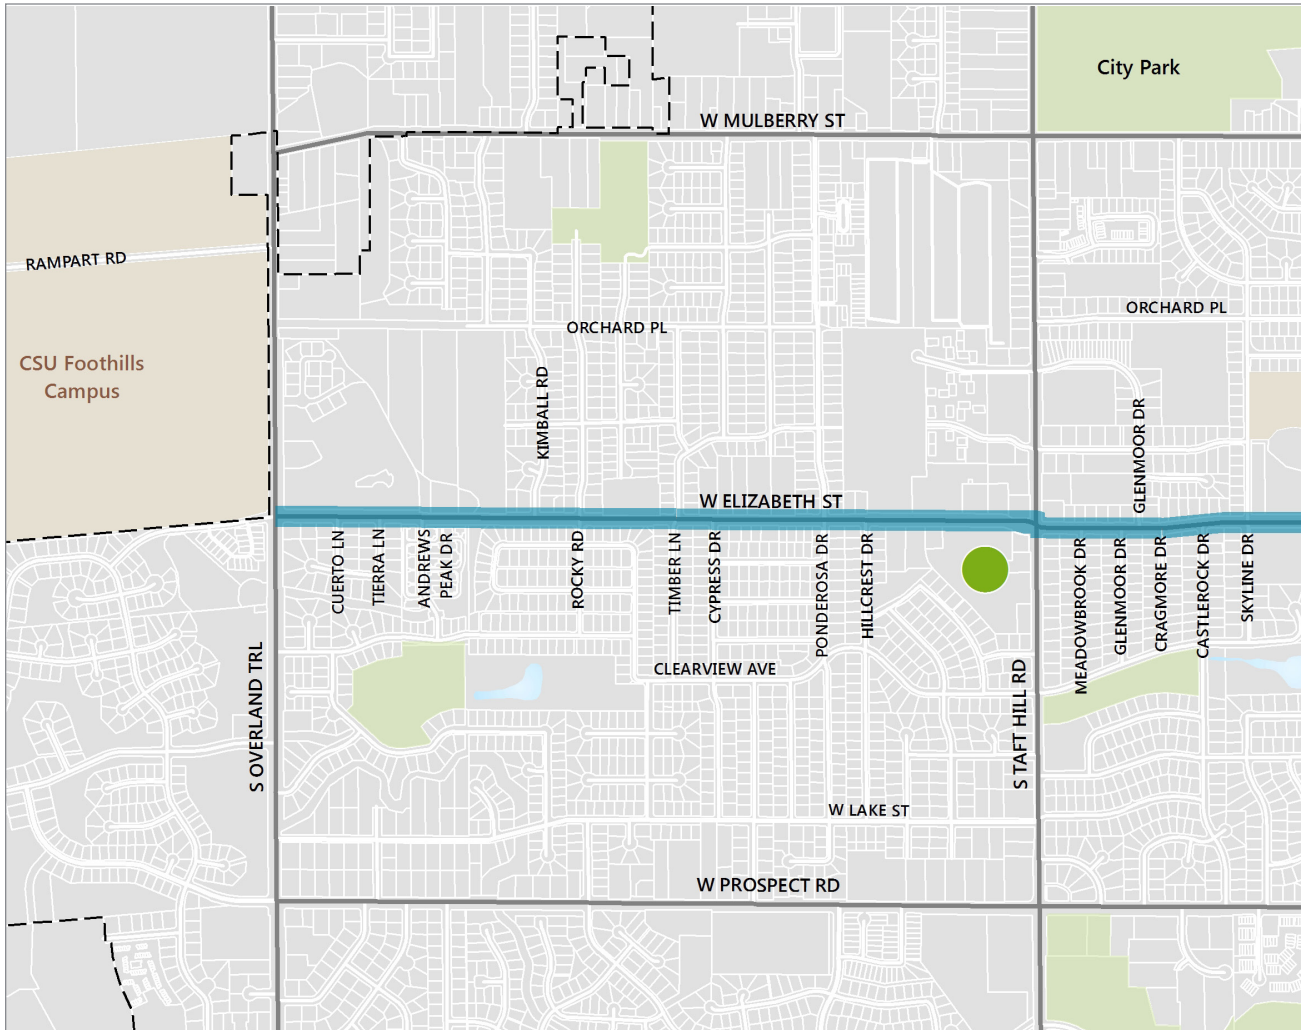 City Park
W MULBERRY ST
RAMPART RD
ORCHARD PL
ORCHARD PL
CSU Foothills
Campus
KIMBALL RD
GLENMOOR DR
W ELIZABETH ST
CUERTO LN
TIERRA LN
ANDREWS
PEAK DR
ROCKY RD
TIMBER LN
CYPRESS DR
PONDEROSA DR
HILLCREST DR
MEADOWBROOK DR
GLENMOOR DR
CRAGMORE DR
CASTLEROCK DR
SKYLINE DR
S OVERLAND TRL
CLEARVIEW AVE
S TAFT HILL RD
W LAKE ST
W PROSPECT RD